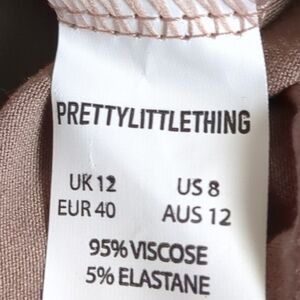 PRETTYLITTLETHING
UK 12 US 8
EUR 40 AUS 12
95% VISCOSE
5% ELASTANE